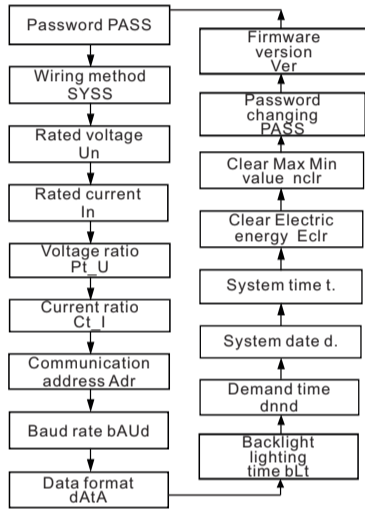 Password PASS
Wiring method
SYSS
Rated voltage
Un
Rated current
In
Voltage ratio
Pt_U
Current ratio
Ct_I
Communication
address Adr
Baud rate bAUd
Data format
dAtA
Firmware
version
Ver
Password
changing
PASS
Clear Max Min
value nclr
Clear Electric
energy Eclr
System time t.
System date d.
Demand time
dnnd
Backlight
lighting
time bLt